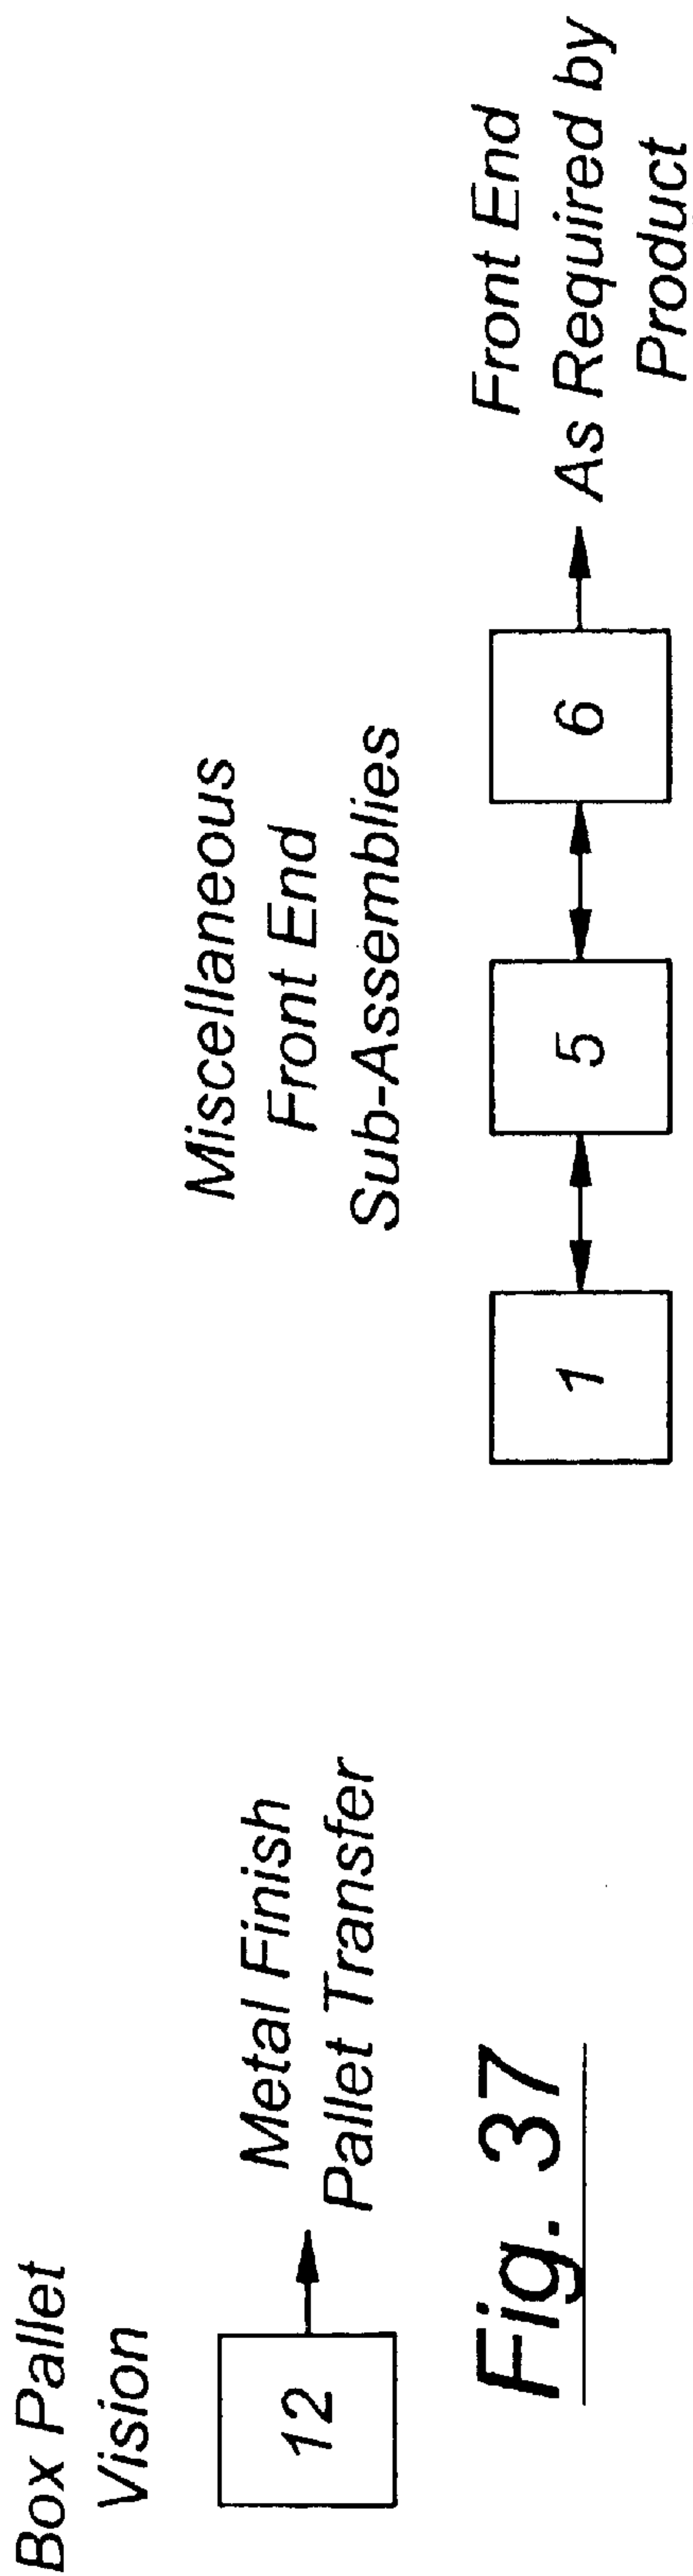 Box Pallet
Vision
12
Metal Finish
Pallet Transfer
Fig. 37
Miscellaneous
Front End
Sub-Assemblies
1
5
6
Front End
As Required by
Product